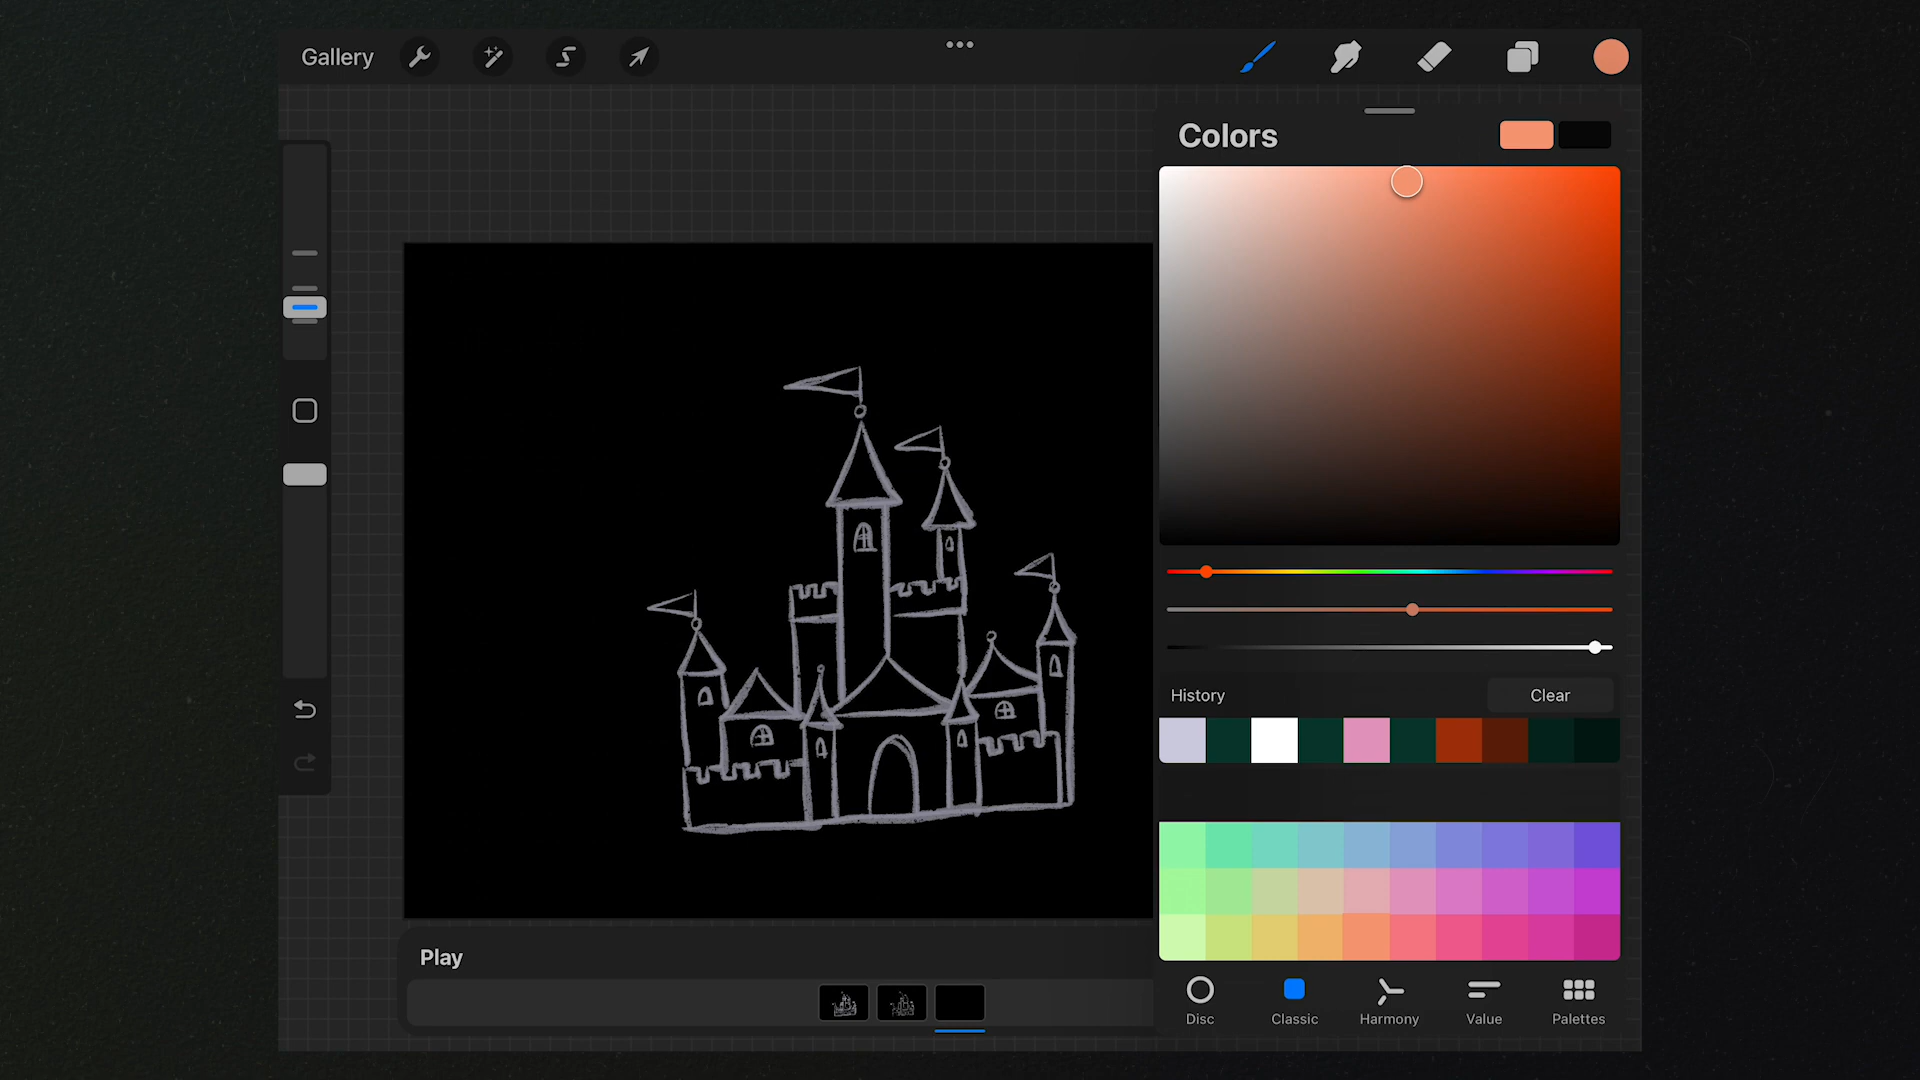 Gallery
Colors
History
Clear
Play
Disc
Classic
Harmony
Value
Palettes